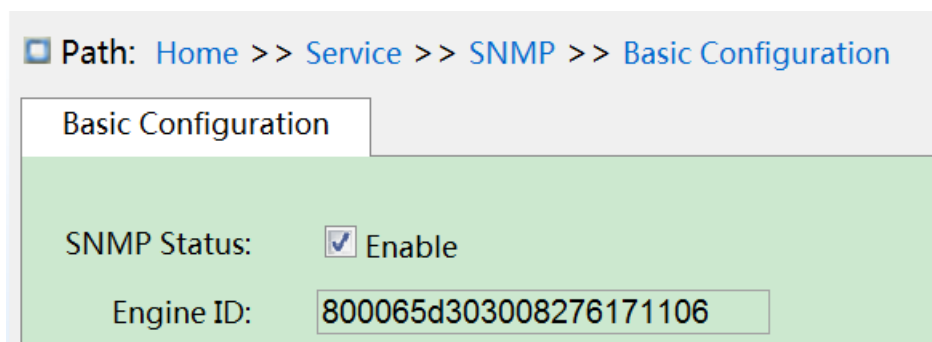 Path: Home >> Service >> SNMP >> Basic Configuration
Basic Configuration
SNMP Status: Enable
Engine ID: 800065d303008276171106